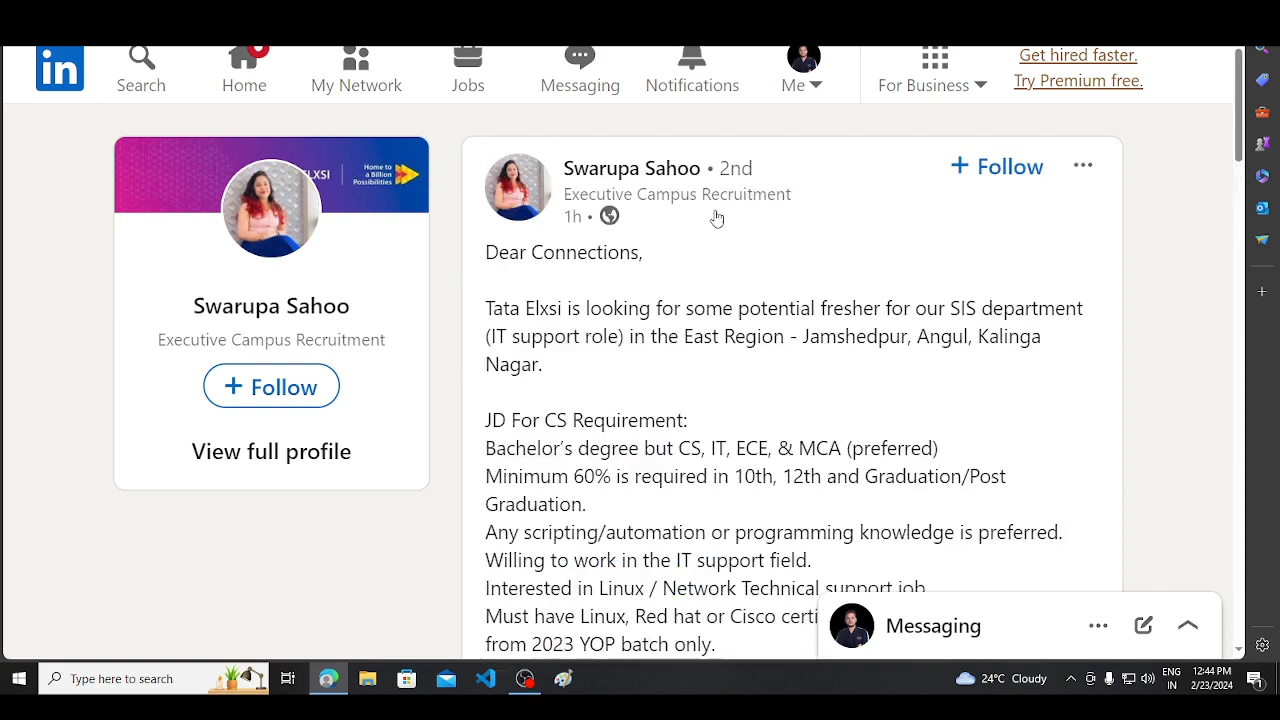 in
Search
Home
My Network
Jobs
Messaging
Notifications
Me
For Business
Get hired faster.
Try Premium free.
ELXSI
Home to
a Billion
Possibilities
Swarupa Sahoo
Executive Campus Recruitment
+ Follow
View full profile
Swarupa Sahoo • 2nd
Executive Campus Recruitment
1h •
+ Follow
Dear Connections,
Tata Elxsi is looking for some potential fresher for our SIS department
(IT support role) in the East Region - Jamshedpur, Angul, Kalinga
Nagar.
JD For CS Requirement:
Bachelor’s degree but CS, IT, ECE, & MCA (preferred)
Minimum 60% is required in 10th, 12th and Graduation/Post
Graduation.
Any scripting/automation or programming knowledge is preferred.
Willing to work in the IT support field.
Interested in Linux / Network Technical support job
Must have Linux, Red hat or Cisco certi
from 2023 YOP batch only.
Messaging
Type here to search
24°C Cloudy
ENG
IN
12:44 PM
2/23/2024
1